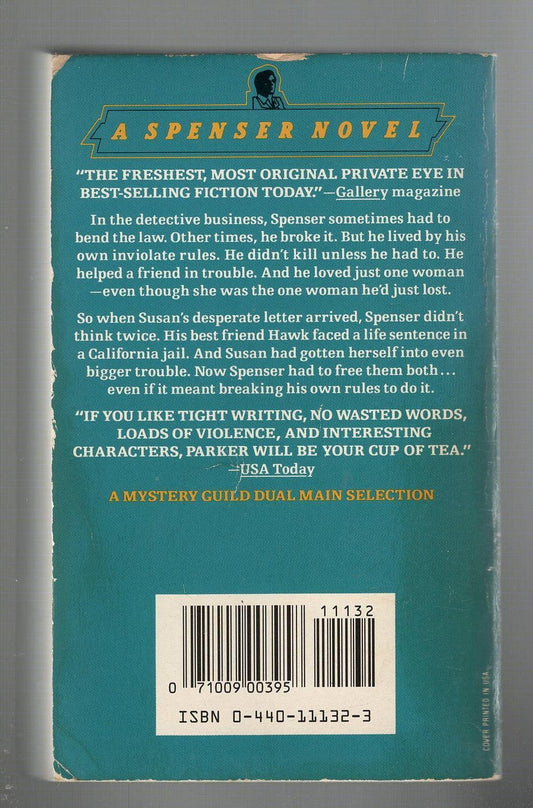 A SPENSER NOVEL
"THE FRESHEST, MOST ORIGINAL PRIVATE EYE IN
BEST-SELLING FICTION TODAY."—Gallery magazine
In the detective business, Spenser sometimes had to
bend the law. Other times, he broke it. But he lived by his
own inviolate rules. He didn't kill unless he had to. He
helped a friend in trouble. And he loved just one woman
—even though she was the one woman he'd just lost.
So when Susan's desperate letter arrived, Spenser didn't
think twice. His best friend Hawk faced a life sentence in
a California jail. And Susan had gotten herself into even
bigger trouble. Now Spenser had to free them both...
even if it meant breaking his own rules to do it.
"IF YOU LIKE TIGHT WRITING, NO WASTED WORDS,
LOADS OF VIOLENCE, AND INTERESTING
CHARACTERS, PARKER WILL BE YOUR CUP OF TEA."
—USA Today
A MYSTERY GUILD DUAL MAIN SELECTION
11132
0 71009 00395
ISBN 0-440-11132-3
COVER PRINTED IN USA